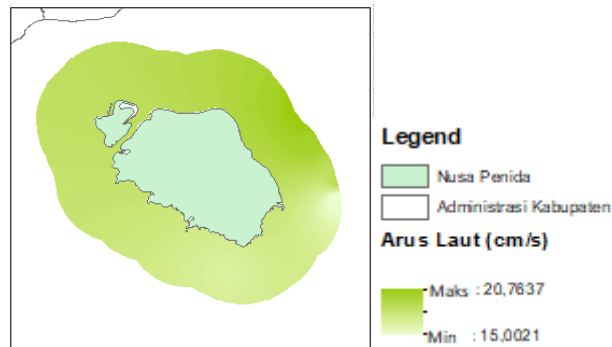 Legend
Nusa Penida
Administrasi Kabupaten
Arus Laut (cm/s)
Maks : 20,7637
Min : 15,0021